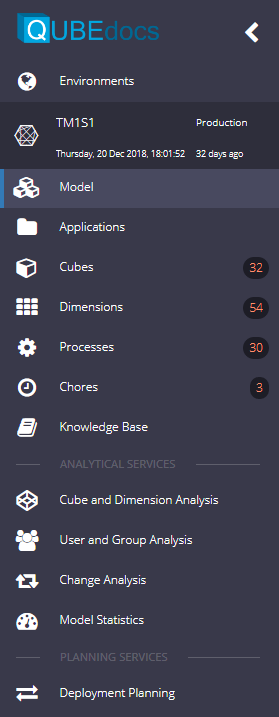 QUBEdocs
Environments
TM1S1 Production
Thursday, 20 Dec 2018, 18:01:52 32 days ago
Model
Applications
Cubes 32
Dimensions 54
Processes 30
Chores 3
Knowledge Base
ANALYTICAL SERVICES
Cube and Dimension Analysis
User and Group Analysis
Change Analysis
Model Statistics
PLANNING SERVICES
Deployment Planning